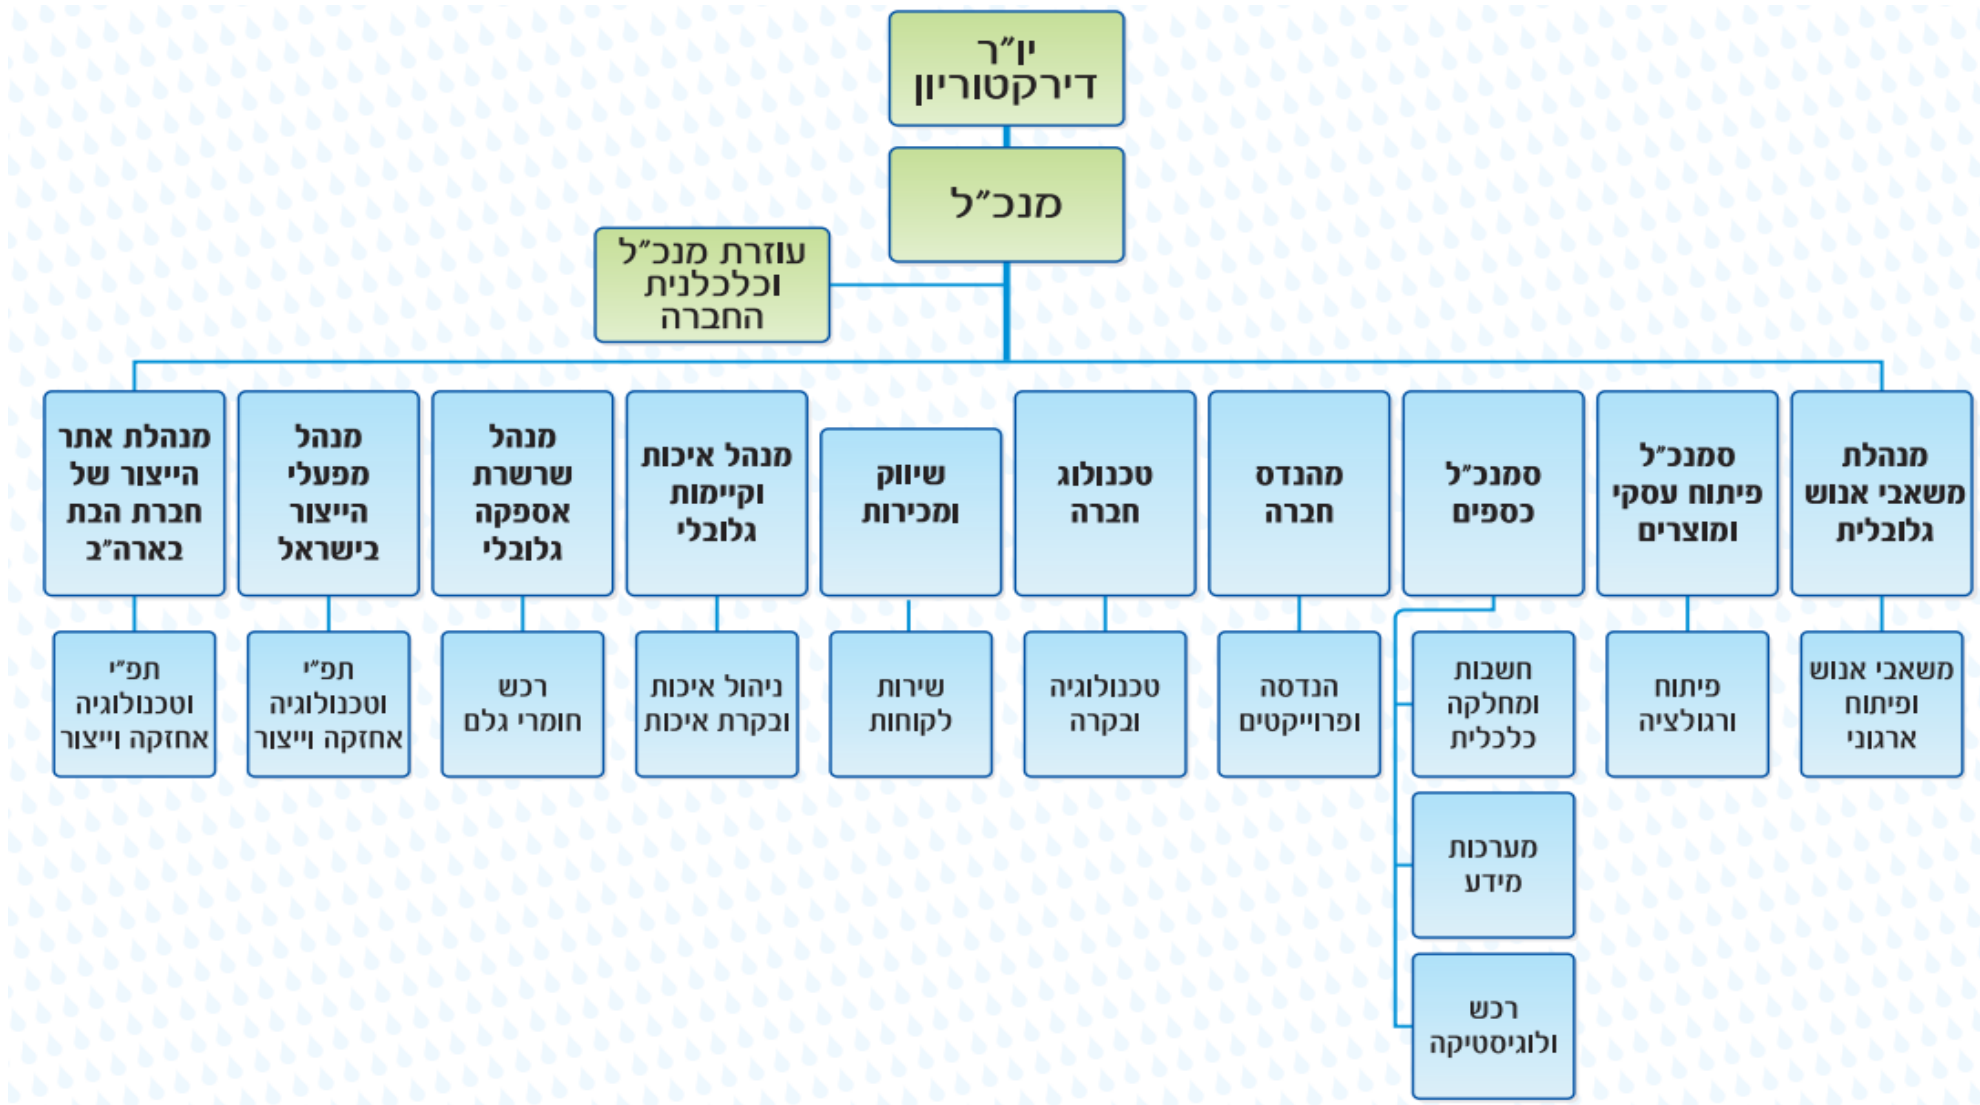 יו״ר
דירקטוריון
מנכ״ל
עוזרת מנכ״ל
וכלכלנית
החברה
מנהלת
משאבי אנוש
גלובלית
סמנכ״ל
פיתוח עסקי
ומוצרים
סמנכ״ל
כספים
מהנדס
חברה
טכנולוג
חברה
שיווק
ומכירות
מנהל איכות
וקיימות
גלובלי
מנהל
שרשרת
אספקה
גלובלי
מנהל
מפעלי
הייצור
בישראל
מנהלת אתר
הייצור של
חברת הבת
בארה״ב
משאבי אנוש
ופיתוח
ארגוני
פיתוח
ורגולציה
חשבות
ומחלקה
כלכלית
הנדסה
ופרוייקטים
טכנולוגיה
ובקרה
שירות
לקוחות
ניהול איכות
ובקרת איכות
רכש
חומרי גלם
תפ״י
וטכנולוגיה
אחזקה וייצור
תפ״י
וטכנולוגיה
אחזקה וייצור
מערכות
מידע
רכש
ולוגיסטיקה